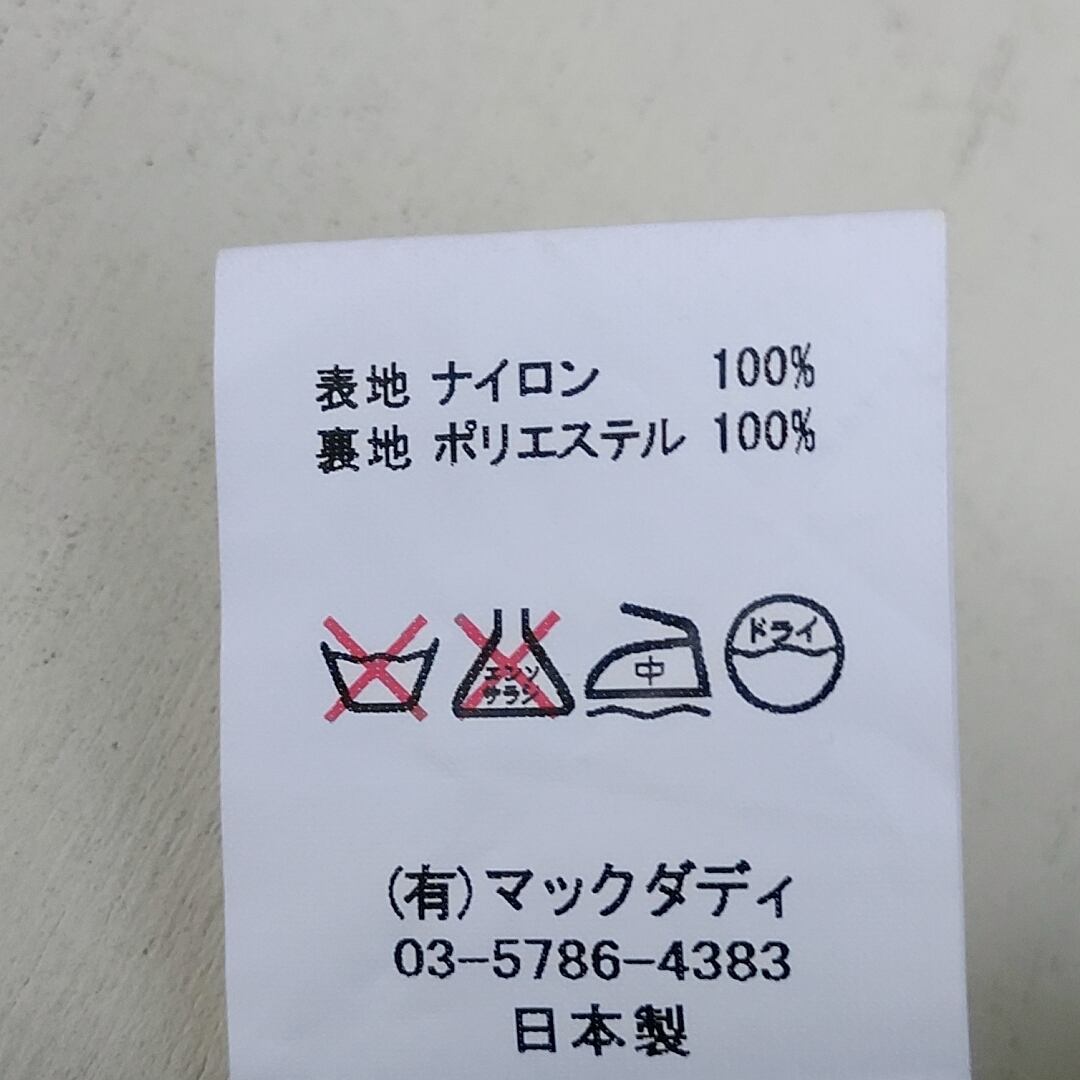 表地 ナイロン 100%
裏地 ポリエステル 100%
エンソ
サラシ
中
ドライ
(有)マックダディ
03-5786-4383
日本製